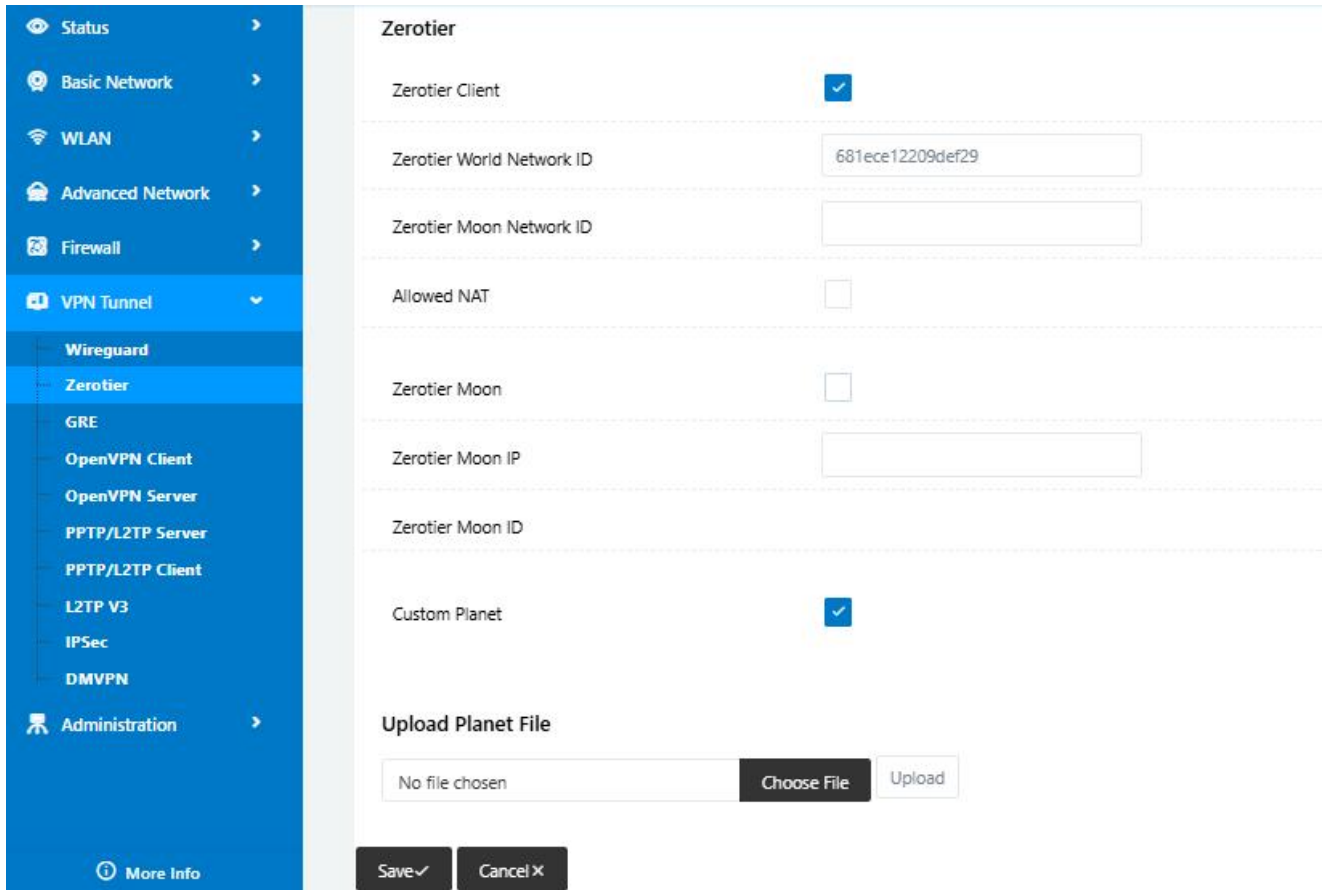 Status
Basic Network
WLAN
Advanced Network
Firewall
VPN Tunnel
Wireguard
Zerotier
GRE
OpenVPN Client
OpenVPN Server
PPTP/L2TP Server
PPTP/L2TP Client
L2TP V3
IPSec
DMVPN
Administration
More Info
Zerotier
Zerotier Client
Zerotier World Network ID 681ece12209def29
Zerotier Moon Network ID
Allowed NAT
Zerotier Moon
Zerotier Moon IP
Zerotier Moon ID
Custom Planet
Upload Planet File
No file chosen Choose File Upload
Save Cancel